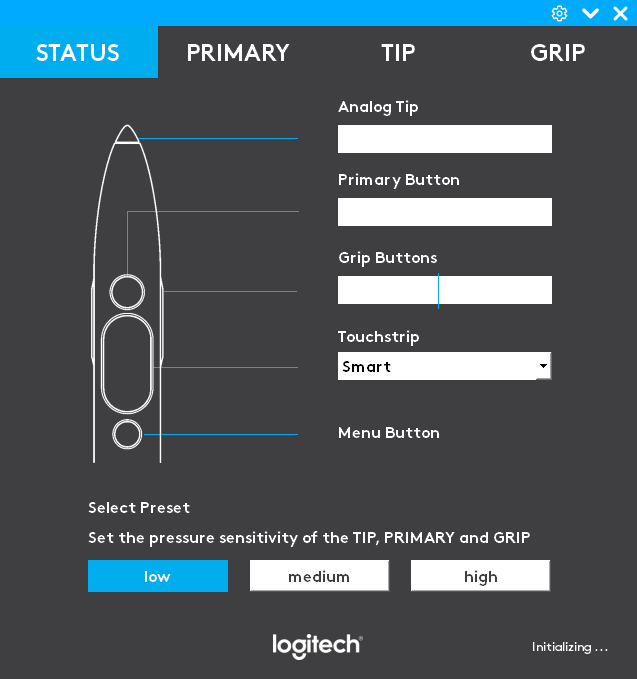 STATUS PRIMARY TIP GRIP
Analog Tip
Primary Button
Grip Buttons
Touchstrip
Smart
Menu Button
Select Preset
Set the pressure sensitivity of the TIP, PRIMARY and GRIP
low medium high
logitech®
Initializing ...